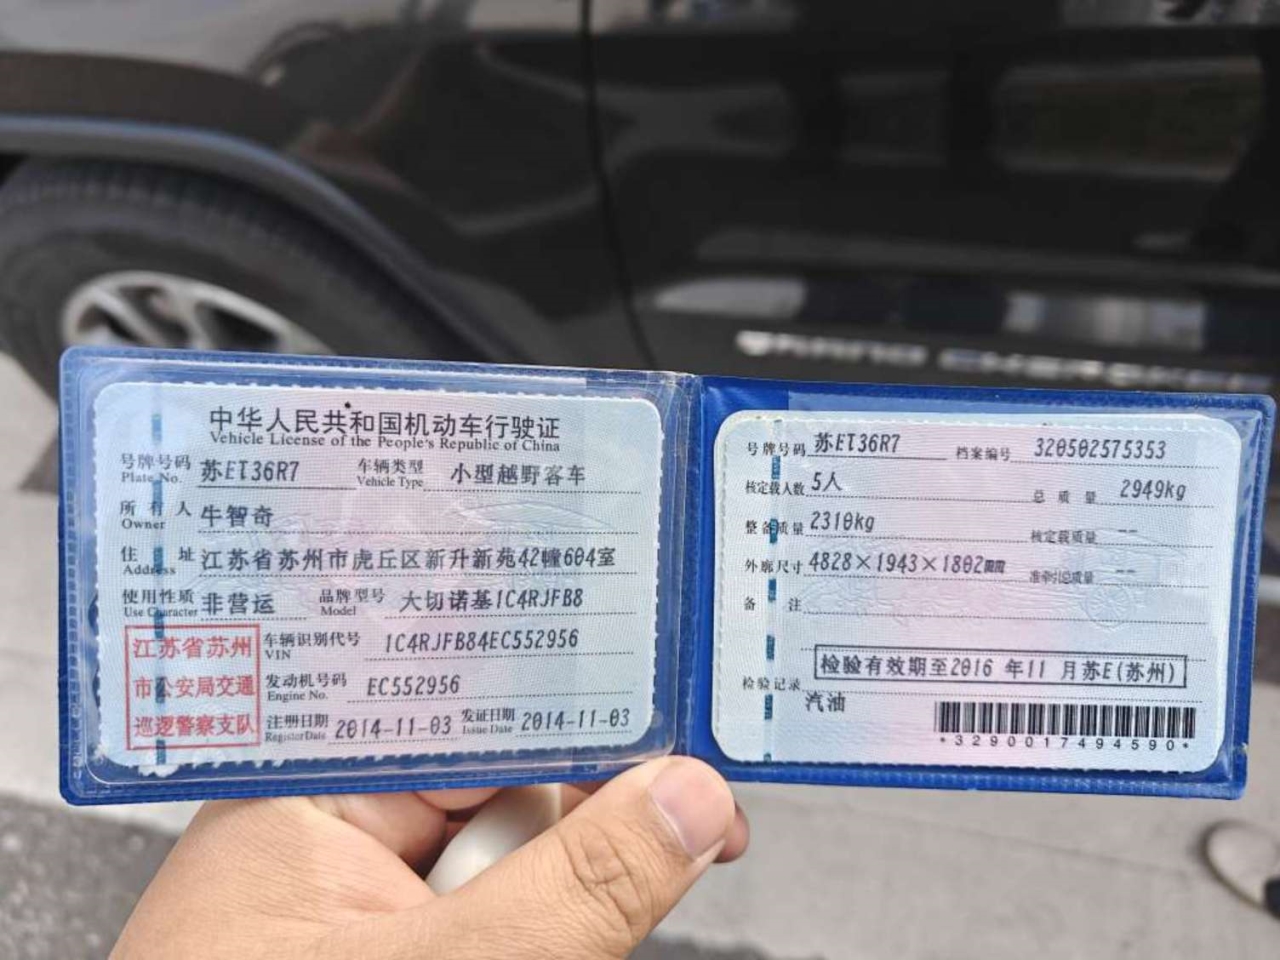 GRAND CHEROKEE
中华人民共和国机动车行驶证
Vehicle License of the People's Republic of China
号牌号码 苏E136R7 车辆类型 小型越野客车
Plate No. Vehicle Type
所有人 牛智奇
Owner
住址 江苏省苏州市虎丘区新升新苑42幢604室
Address
使用性质 非营运 品牌型号 大切诺基1C4RJFB8
Use Character Model
江苏省苏州
市公安局交通
巡逻警察支队
车辆识别代号 1C4RJFB84EC552956
VIN
发动机号码 EC552956
Engine No.
注册日期 2014-11-03 发证日期 2014-11-03
Register Date Issue Date
号牌号码 苏E136R7 档案编号 320502575353
核定载人数 5人 总质量 2949kg
整备质量 2310kg 核定载质量 --
外廓尺寸 4828×1943×1802mm 准牵引总质量 --
备注
检验有效期至2016 年11 月苏E(苏州)
检验记录
汽油
*3290017494590*